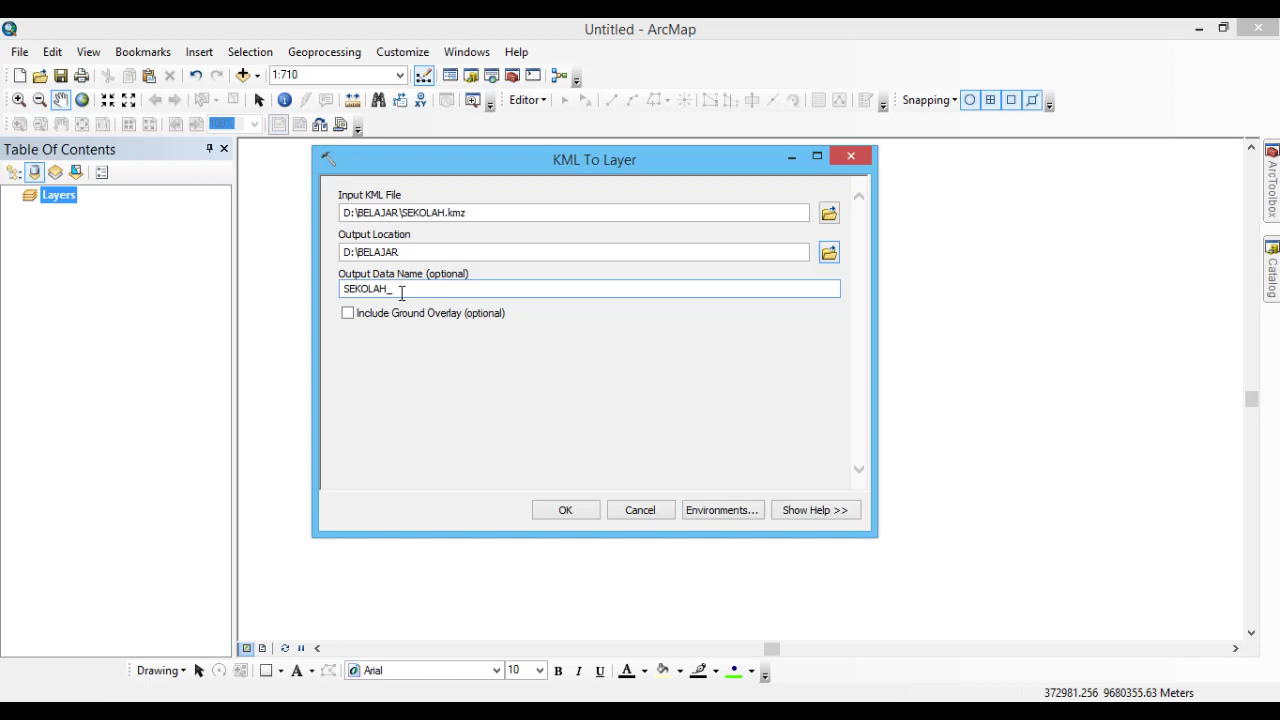 Untitled - ArcMap
File Edit View Bookmarks Insert Selection Geoprocessing Customize Windows Help
1:710
Editor Snapping
100%
Table Of Contents
Layers
KML To Layer
Input KML File
D:\BELAJAR\SEKOLAH.kmz
Output Location
D:\BELAJAR
Output Data Name (optional)
SEKOLAH_
Include Ground Overlay (optional)
OK Cancel Environments... Show Help >>
ArcToolbox
Catalog
Drawing A Arial 10 B I U A
372981.256 9680355.63 Meters